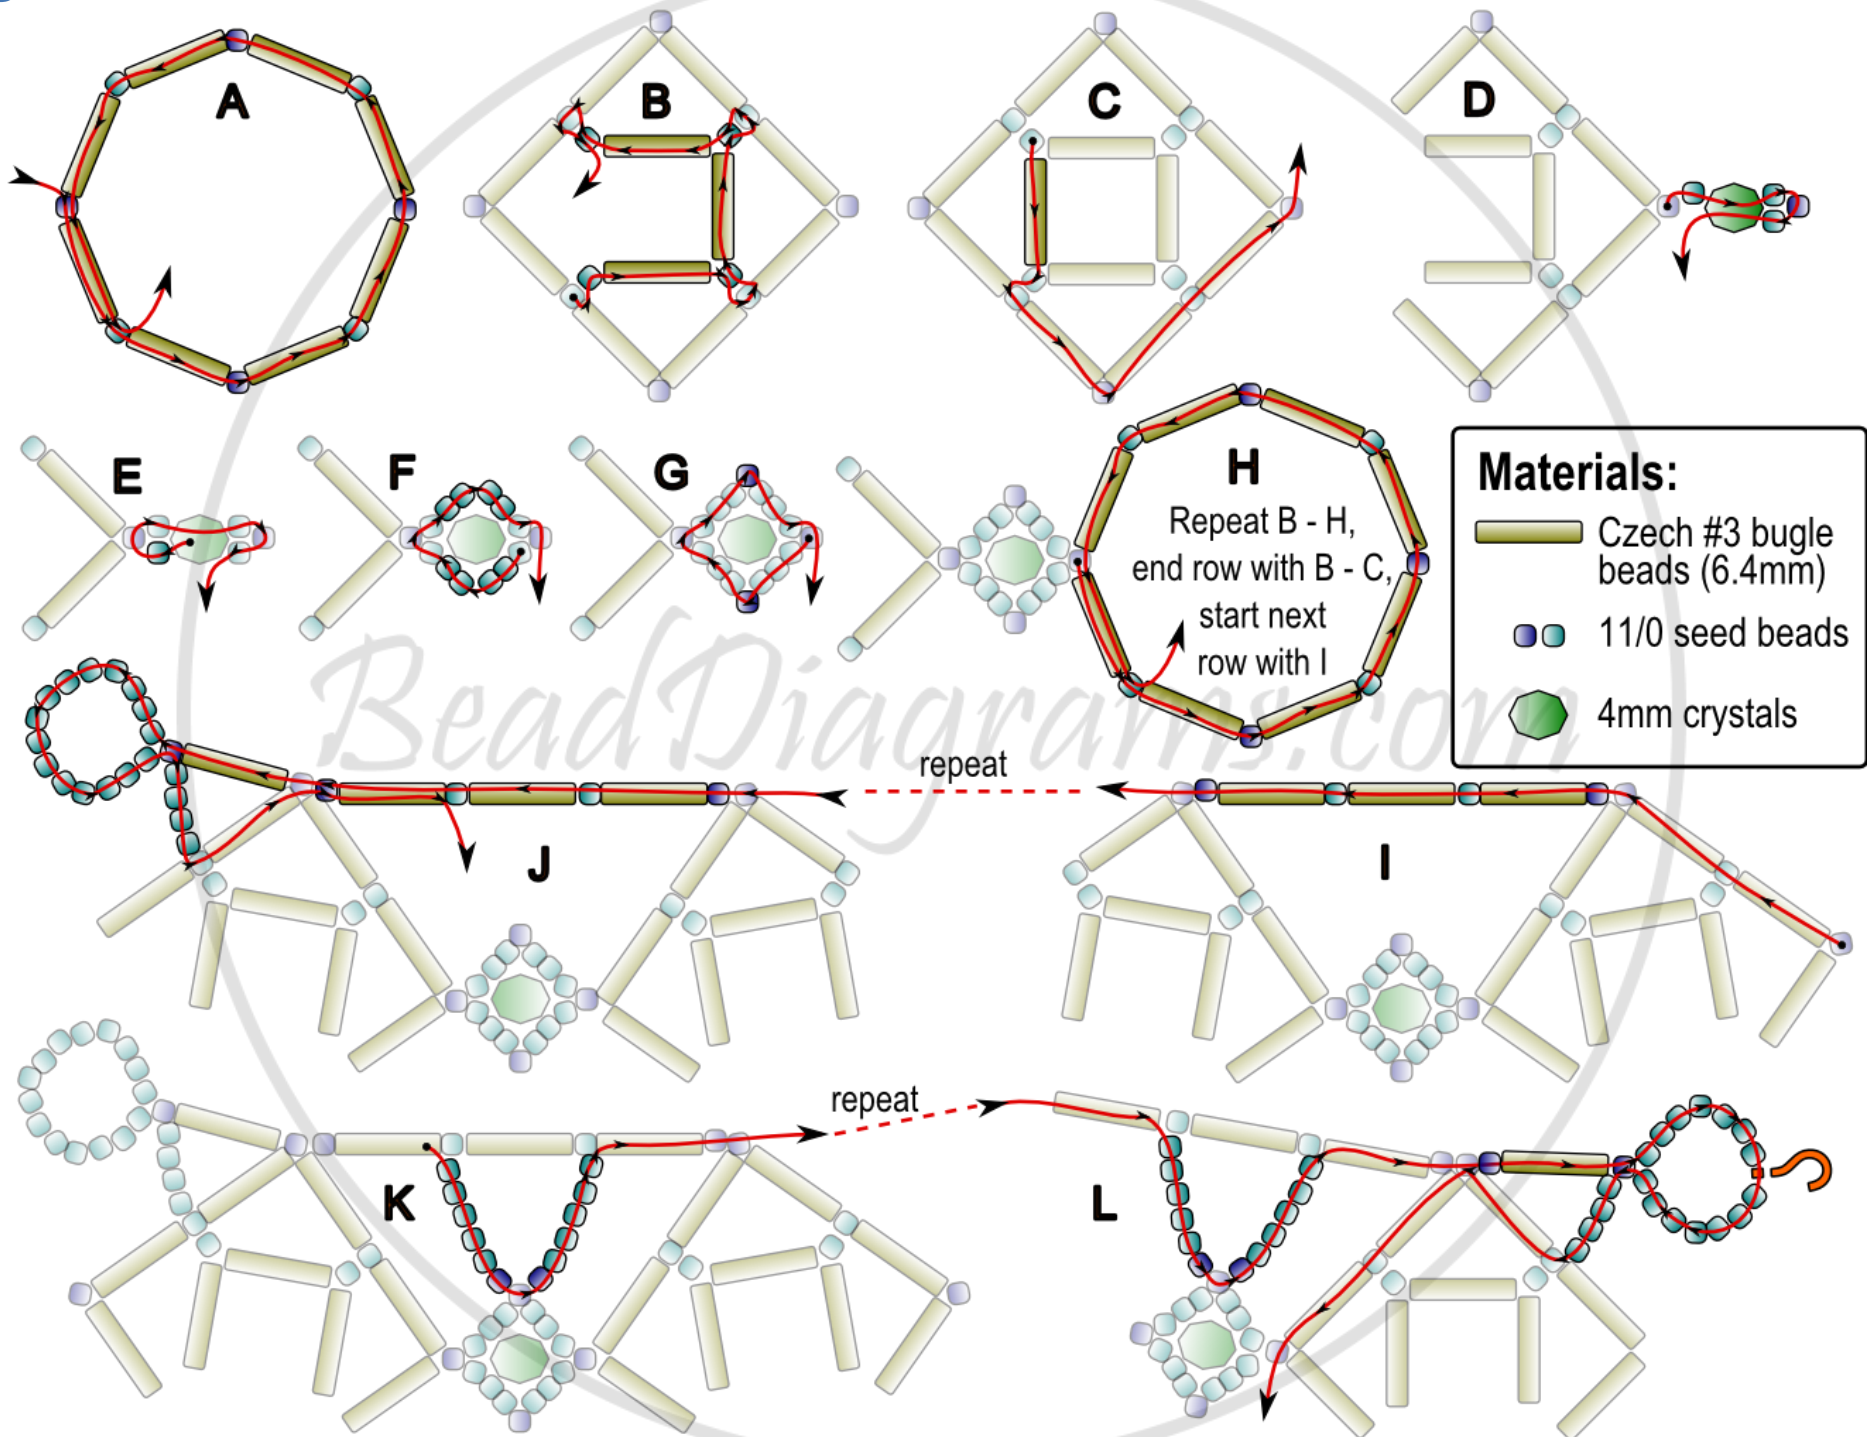 A
B
C
D
E
F
G
H
Repeat B - H,
end row with B - C,
start next
row with I
Materials:
Czech #3 bugle
beads (6.4mm)
11/0 seed beads
4mm crystals
BeadDiagrams.com
repeat
J
I
repeat
K
L